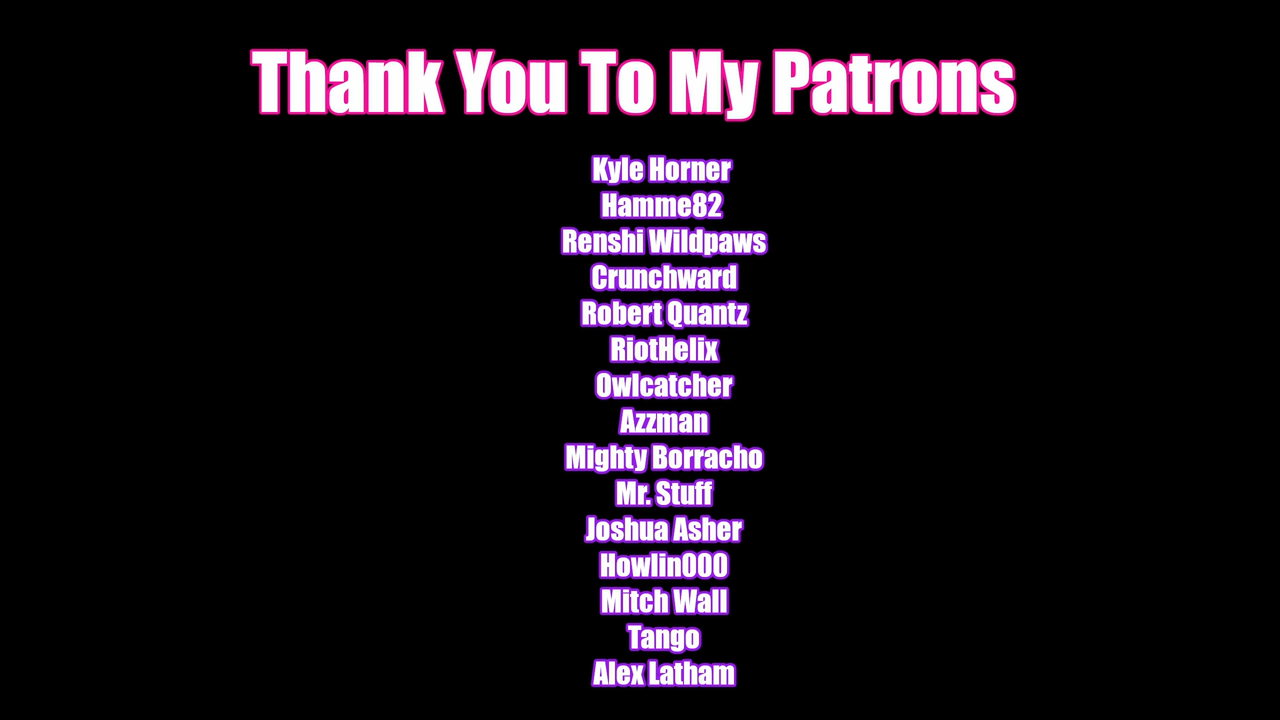 Thank You To My Patrons
Kyle Horner
Hamme82
Renshi Wildpaws
Crunchward
Robert Quantz
RiotHelix
Owlcatcher
Azzman
Mighty Borracho
Mr. Stuff
Joshua Asher
Howlin000
Mitch Wall
Tango
Alex Latham